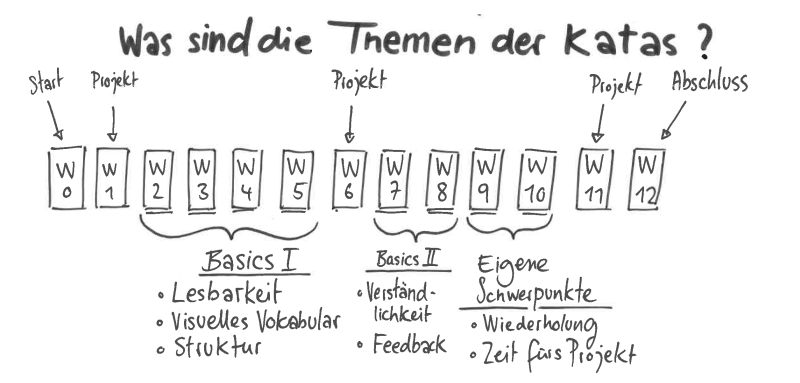 Was sind die Themen der Katas ?
Start Projekt Projekt Projekt Abschluss
W W W W W W W W W W W W W
0 1 2 3 4 5 6 7 8 9 10 11 12
Basics I
• Lesbarkeit
• Visuelles Vokabular
• Struktur
Basics II
• Verständ-
lichkeit
• Feedback
Eigene
Schwerpunkte
• Wiederholung
• Zeit fürs Projekt